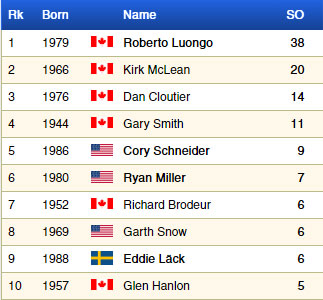 Rk Born Name SO
1 1979 Roberto Luongo 38
2 1966 Kirk McLean 20
3 1976 Dan Cloutier 14
4 1944 Gary Smith 11
5 1986 Cory Schneider 9
6 1980 Ryan Miller 7
7 1952 Richard Brodeur 6
8 1969 Garth Snow 6
9 1988 Eddie Läck 6
10 1957 Glen Hanlon 5